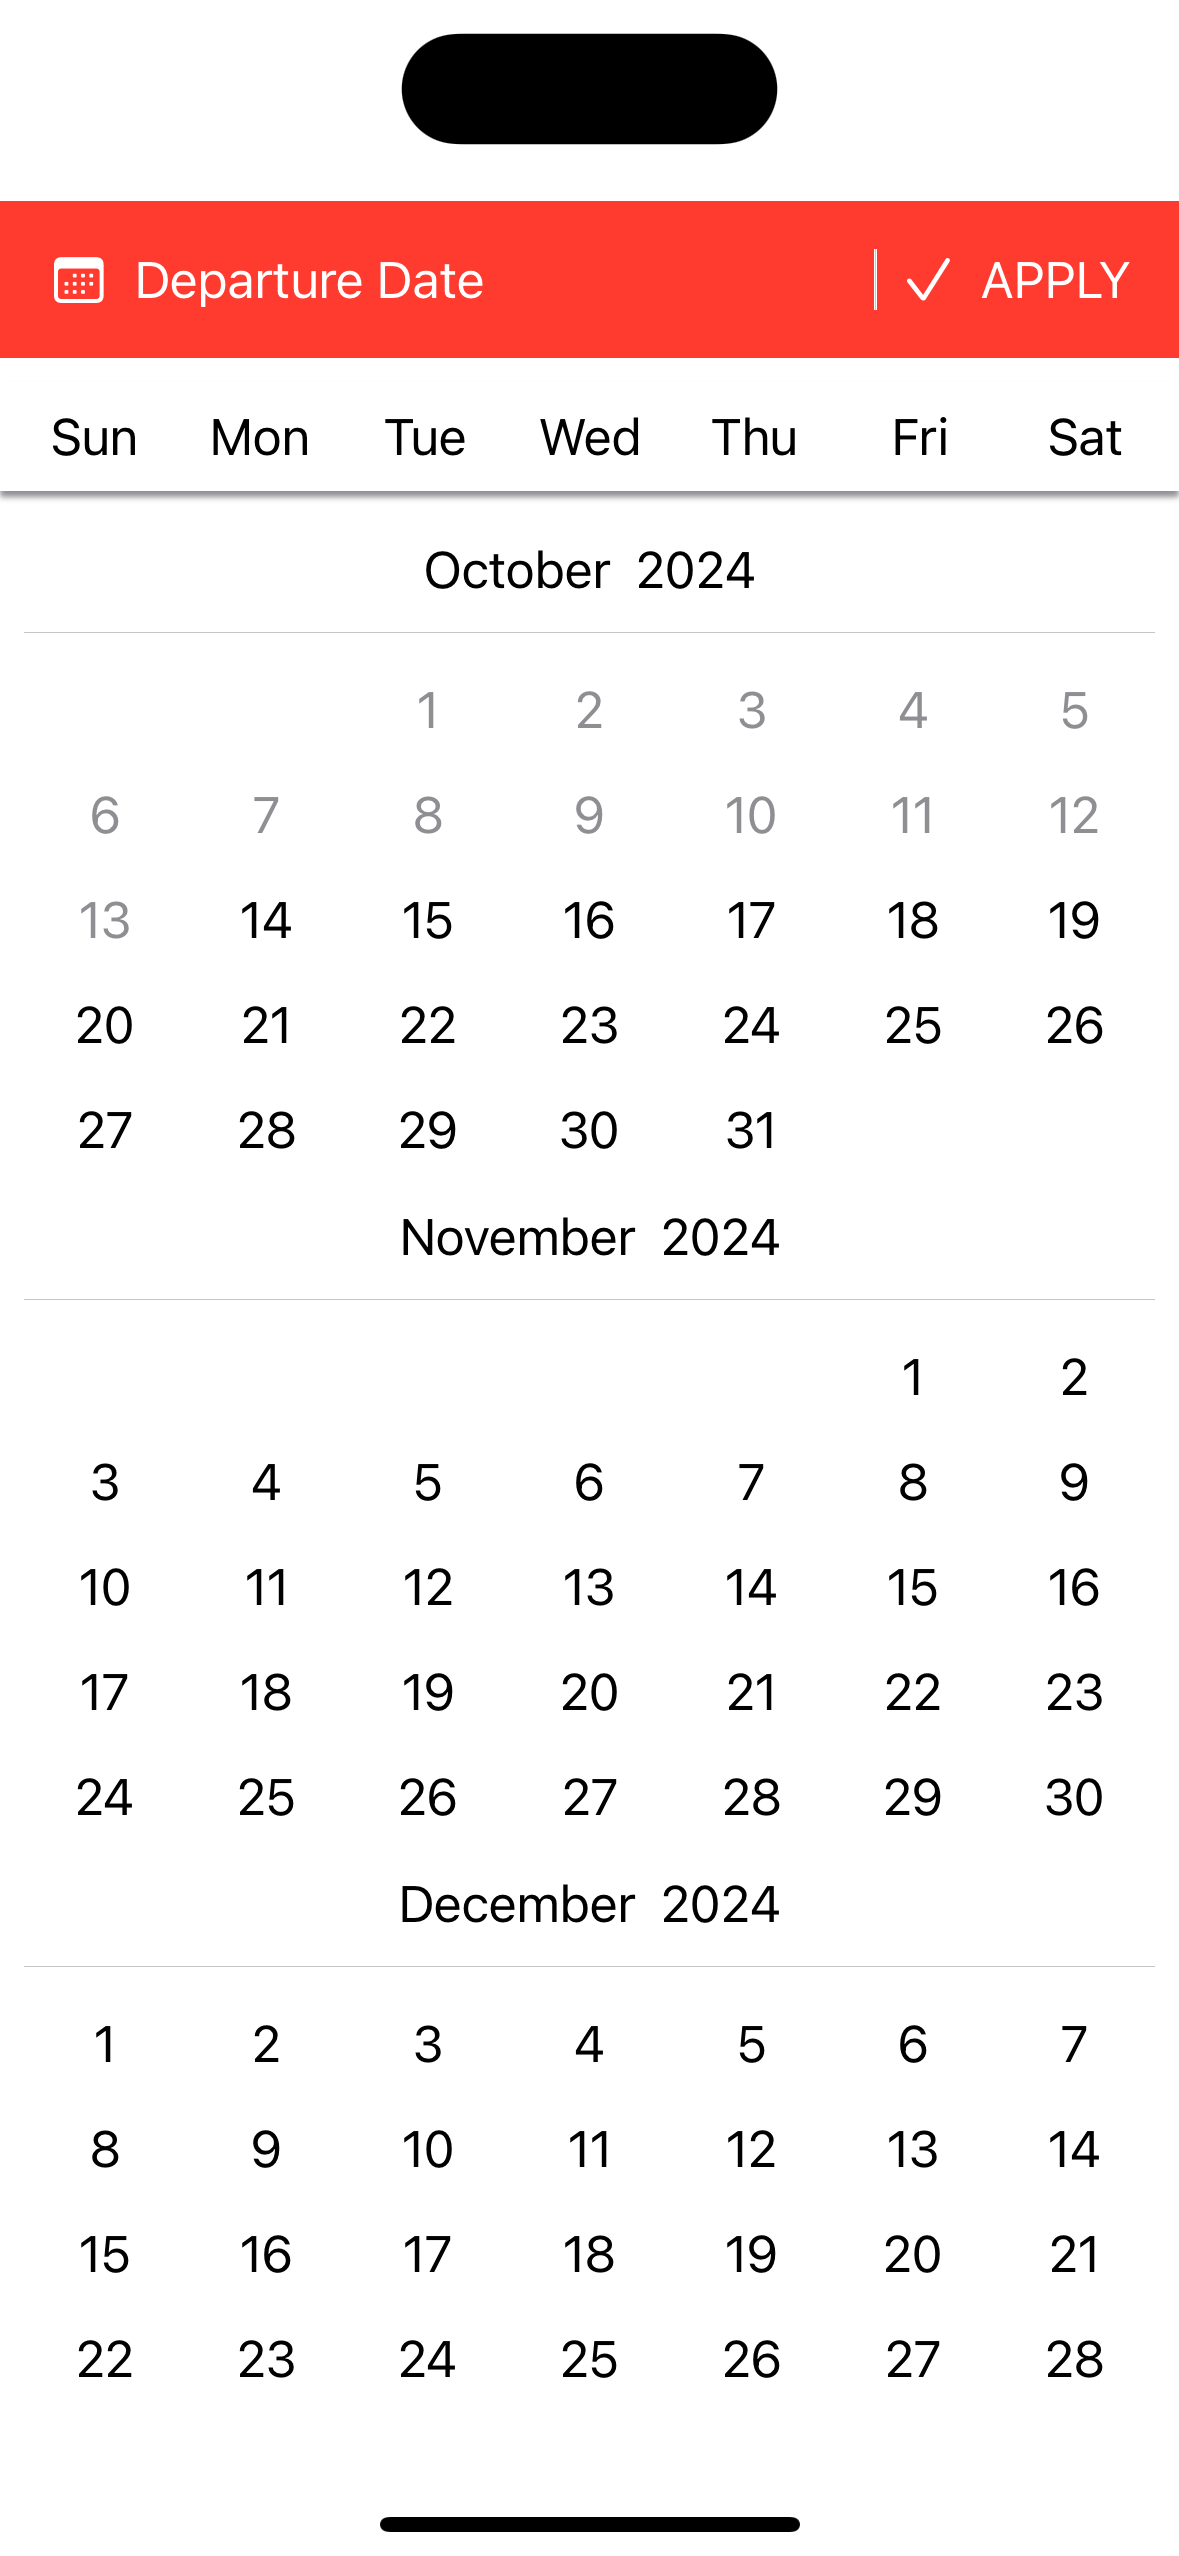 Departure Date APPLY
Sun Mon Tue Wed Thu Fri Sat
October 2024
1 2 3 4 5
6 7 8 9 10 11 12
13 14 15 16 17 18 19
20 21 22 23 24 25 26
27 28 29 30 31
November 2024
1 2
3 4 5 6 7 8 9
10 11 12 13 14 15 16
17 18 19 20 21 22 23
24 25 26 27 28 29 30
December 2024
1 2 3 4 5 6 7
8 9 10 11 12 13 14
15 16 17 18 19 20 21
22 23 24 25 26 27 28